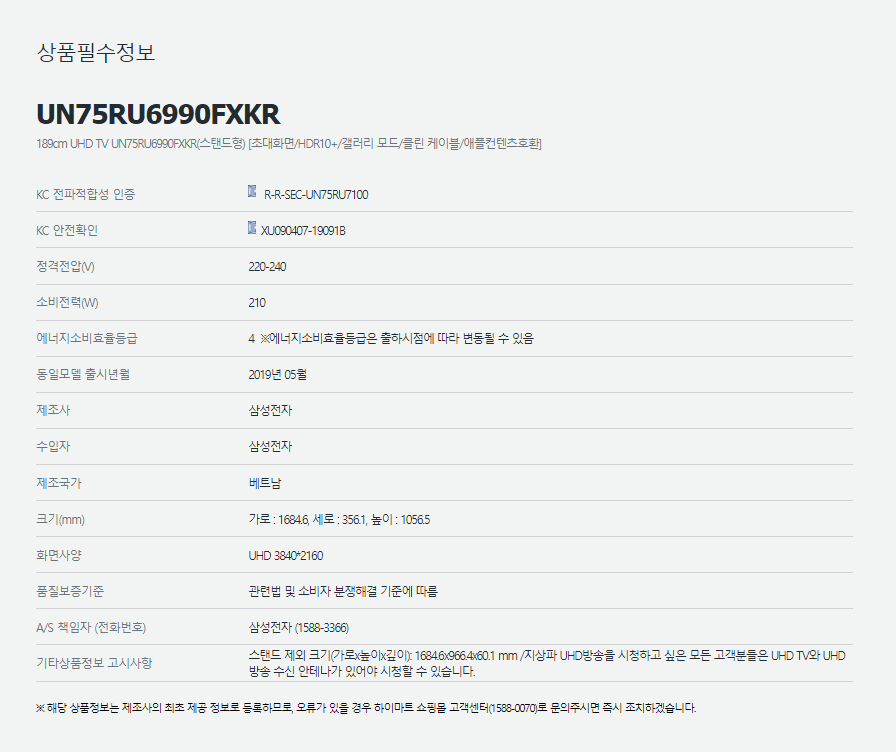 상품필수정보
UN75RU6990FXKR
189cm UHD TV UN75RU6990FXKR(스탠드형) [초대화면/HDR10+/갤러리 모드/클린 케이블/애플컨텐츠호환]
KC 전파적합성 인증 R-R-SEC-UN75RU7100
KC 안전확인 XU090407-19091B
정격전압(V) 220-240
소비전력(W) 210
에너지소비효율등급 4 ※에너지소비효율등급은 출하시점에 따라 변동될 수 있음
동일모델 출시년월 2019년 05월
제조사 삼성전자
수입자 삼성전자
제조국가 베트남
크기(mm) 가로 : 1684.6, 세로 : 356.1, 높이 : 1056.5
화면사양 UHD 3840*2160
품질보증기준 관련법 및 소비자 분쟁해결 기준에 따름
A/S 책임자 (전화번호) 삼성전자 (1588-3366)
기타상품정보 고시사항 스탠드 제외 크기(가로x높이x깊이): 1684.6x966.4x60.1 mm /지상파 UHD방송을 시청하고 싶은 모든 고객분들은 UHD TV와 UHD
방송 수신 안테나가 있어야 시청할 수 있습니다.
※ 해당 상품정보는 제조사의 최초 제공 정보로 등록하므로, 오류가 있을 경우 하이마트 쇼핑몰 고객센터(1588-0070)로 문의주시면 즉시 조치하겠습니다.